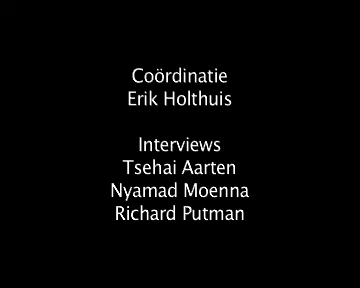 Coördinatie
Erik Holthuis
Interviews
Tsehai Aarten
Nyamad Moenna
Richard Putman